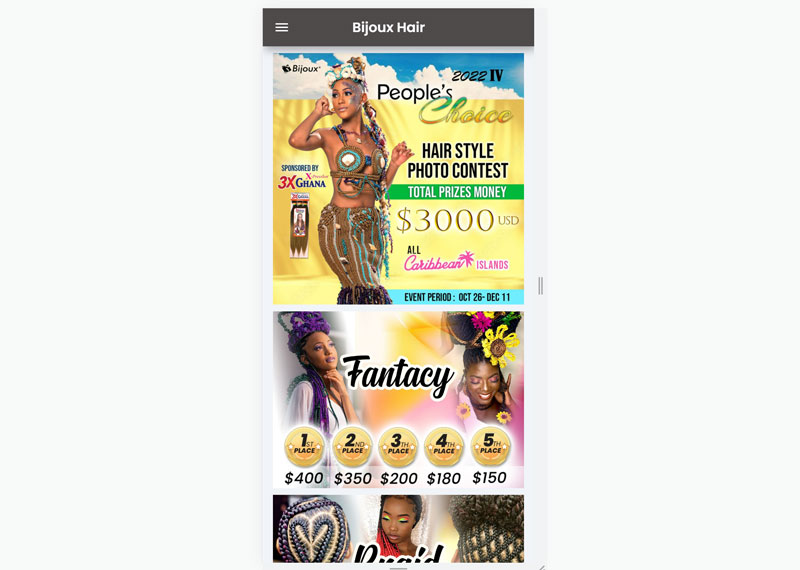 Bijoux Hair
Bijoux
2022 IV
People's
Choice
HAIR STYLE
PHOTO CONTEST
SPONSORED BY
3X GHANA
TOTAL PRIZES MONEY
$3000 USD
ALL
Caribbean ISLANDS
EVENT PERIOD : OCT 26- DEC 11
Fantacy
1ST PLACE
2ND PLACE
3TH PLACE
4TH PLACE
5TH PLACE
$400 $350 $200 $180 $150
Braid